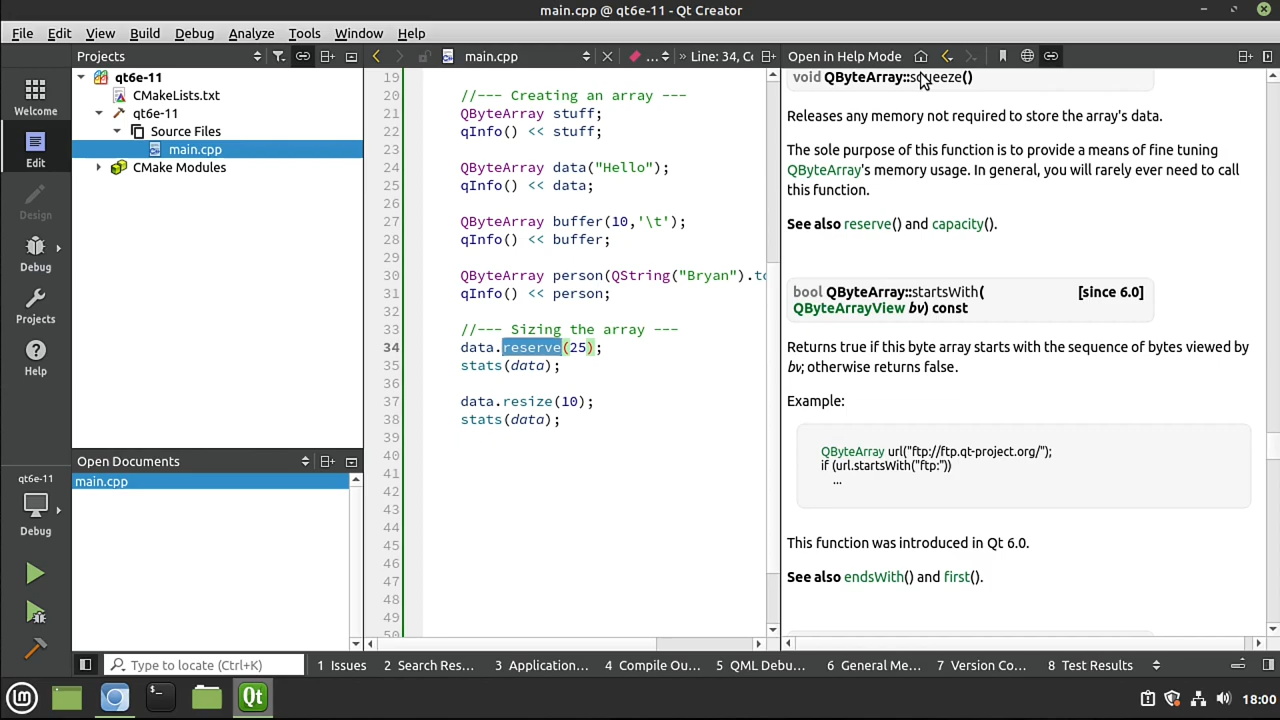 main.cpp @ qt6e-11 - Qt Creator
File Edit View Build Debug Analyze Tools Window Help
Projects
main.cpp
... » Line: 34, Co
Open in Help Mode
Welcome
Edit
Design
Debug
Projects
Help
qt6e-11
Debug
qt6e-11
CMakeLists.txt
qt6e-11
Source Files
main.cpp
CMake Modules
Open Documents
main.cpp
19
20 //--- Creating an array ---
21 QByteArray stuff;
22 qInfo() << stuff;
23
24 QByteArray data("Hello");
25 qInfo() << data;
26
27 QByteArray buffer(10,'\t');
28 qInfo() << buffer;
29
30 QByteArray person(QString("Bryan").to
31 qInfo() << person;
32
33 //--- Sizing the array ---
34 data.reserve(25);
35 stats(data);
36
37 data.resize(10);
38 stats(data);
39
40
41
42
43
44
45
46
47
48
49
50
void QByteArray::squeeze()
Releases any memory not required to store the array's data.
The sole purpose of this function is to provide a means of fine tuning
QByteArray's memory usage. In general, you will rarely ever need to call
this function.
See also reserve() and capacity().
bool QByteArray::startsWith( [since 6.0]
QByteArrayView bv) const
Returns true if this byte array starts with the sequence of bytes viewed by
bv; otherwise returns false.
Example:
QByteArray url("ftp://ftp.qt-project.org/");
if (url.startsWith("ftp:"))
...
This function was introduced in Qt 6.0.
See also endsWith() and first().
Type to locate (Ctrl+K) 1 Issues 2 Search Res... 3 Application... 4 Compile Ou... 5 QML Debu... 6 General Me... 7 Version Co... 8 Test Results
18:00